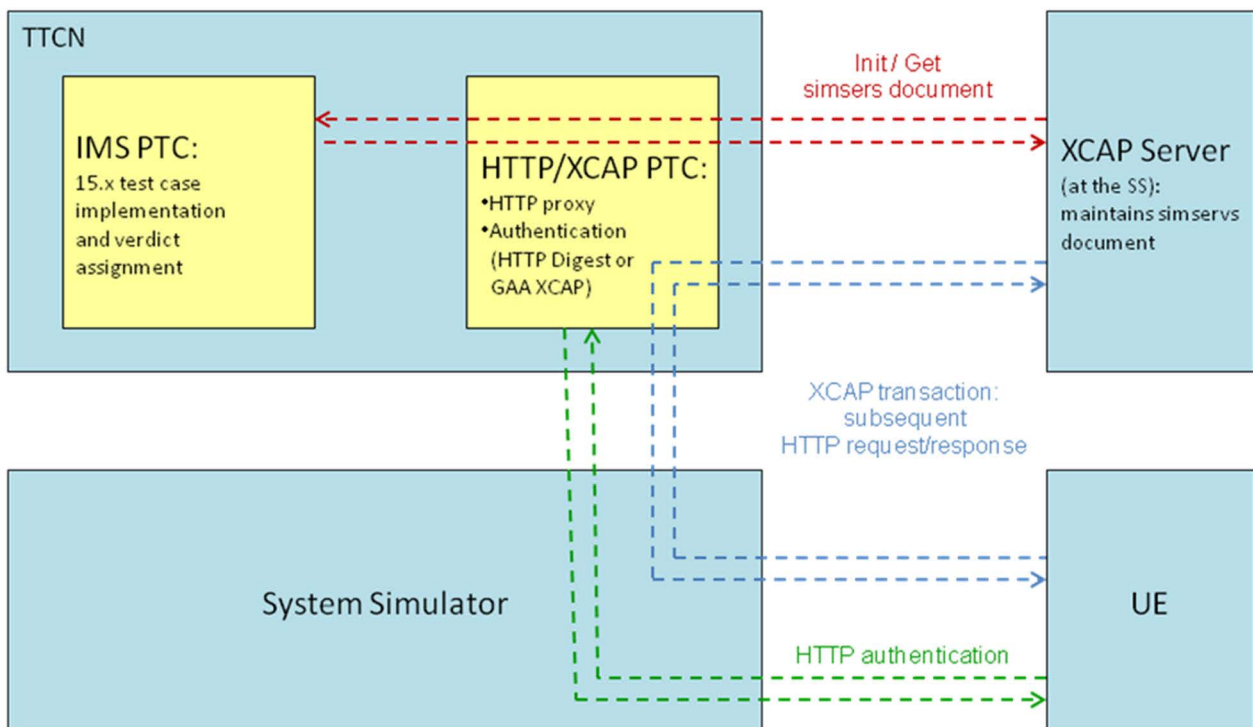 TTCN
IMS PTC:
15.x test case
implementation
and verdict
assignment
HTTP/XCAP PTC:
•HTTP proxy
•Authentication
(HTTP Digest or
GAA XCAP)
Init / Get
simsers document
XCAP Server
(at the SS):
maintains simservs
document
XCAP transaction:
subsequent
HTTP request/response
System Simulator
UE
HTTP authentication